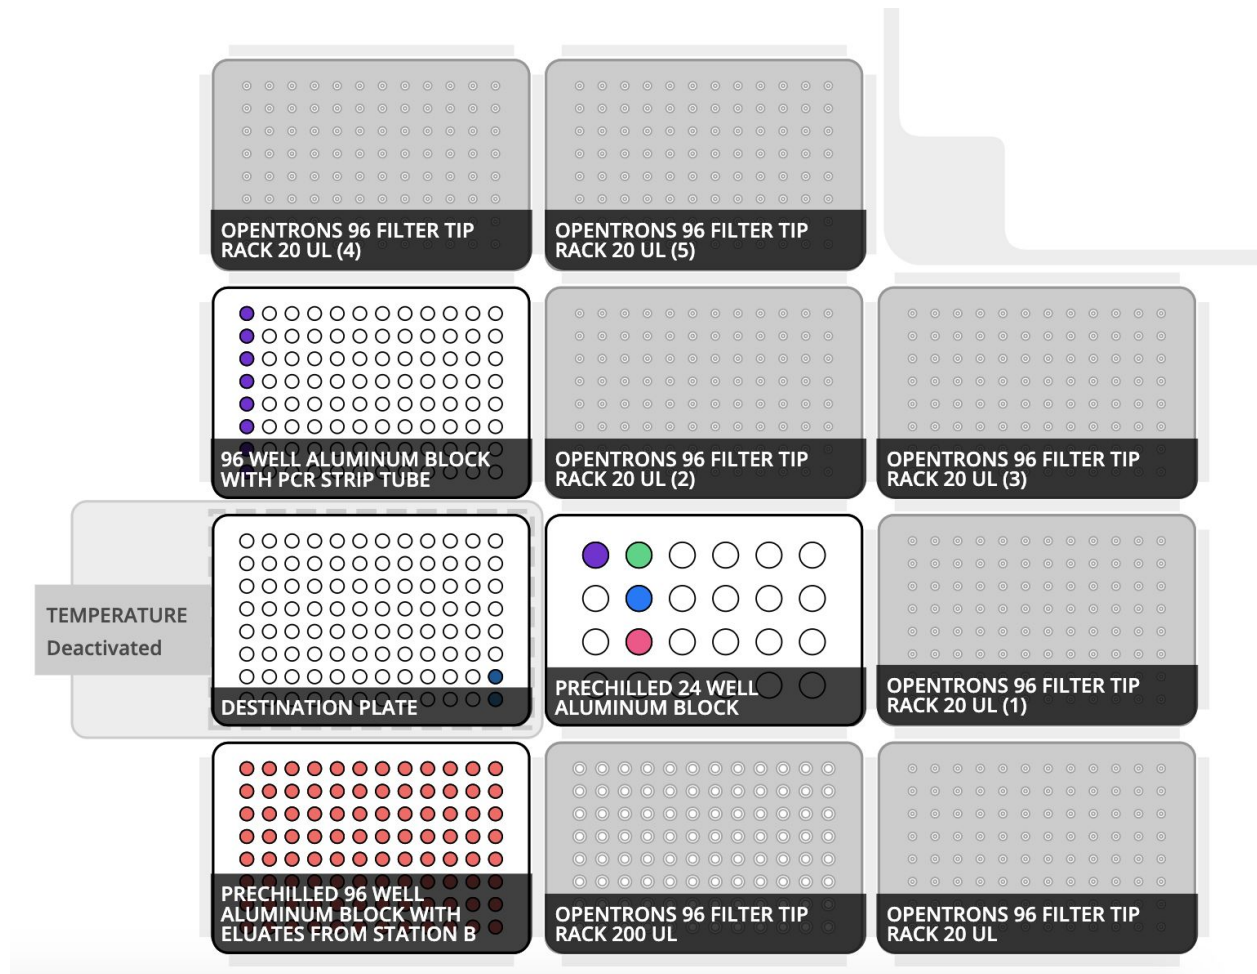 OPENTRONS 96 FILTER TIP
RACK 20 UL (4)
OPENTRONS 96 FILTER TIP
RACK 20 UL (5)
96 WELL ALUMINUM BLOCK
WITH PCR STRIP TUBE
OPENTRONS 96 FILTER TIP
RACK 20 UL (2)
OPENTRONS 96 FILTER TIP
RACK 20 UL (3)
TEMPERATURE
Deactivated
DESTINATION PLATE
PRECHILLED 24 WELL
ALUMINUM BLOCK
OPENTRONS 96 FILTER TIP
RACK 20 UL (1)
PRECHILLED 96 WELL
ALUMINUM BLOCK WITH
ELUATES FROM STATION B
OPENTRONS 96 FILTER TIP
RACK 200 UL
OPENTRONS 96 FILTER TIP
RACK 20 UL